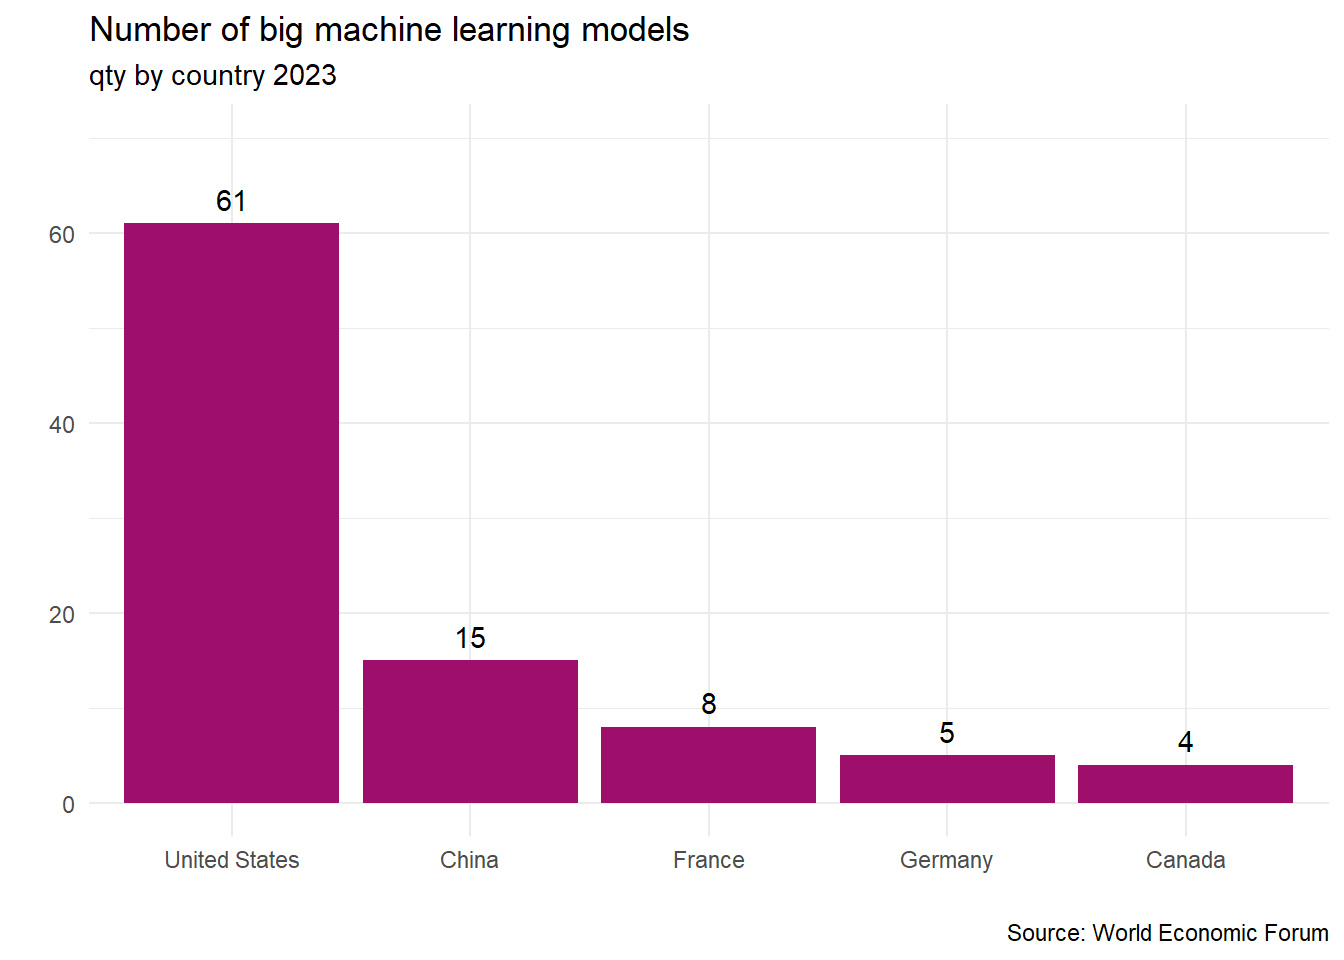 Number of big machine learning models
qty by country 2023
61
60
40
20
15
8
5
4
0
United States China France Germany Canada
Source: World Economic Forum